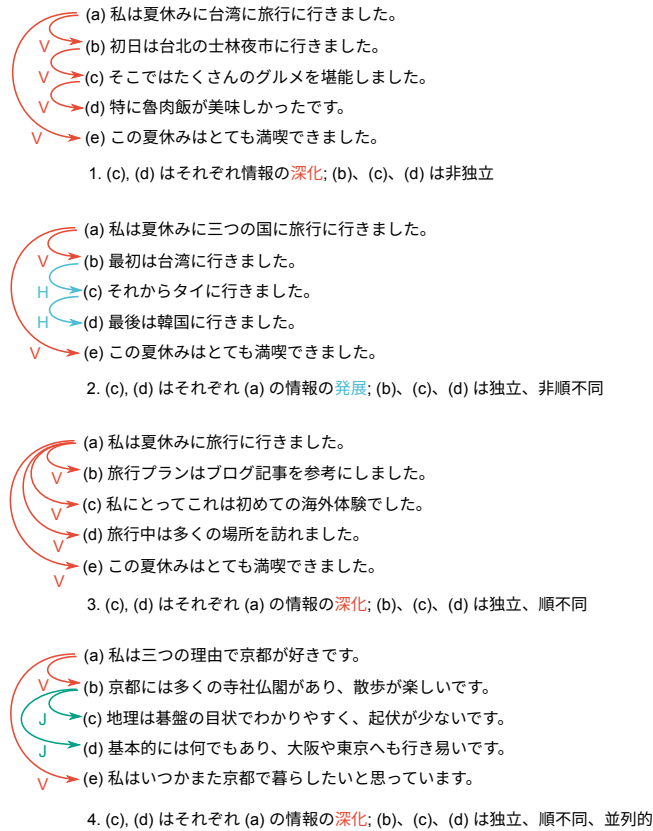 (a) 私は夏休みに台湾に旅行に行きました。
V (b) 初日は台北の士林夜市に行きました。
V (c) そこではたくさんのグルメを堪能しました。
V (d) 特に魯肉飯が美味しかったです。
V (e) この夏休みはとても満喫できました。
1. (c), (d) はそれぞれ情報の深化; (b)、(c)、(d) は非独立
(a) 私は夏休みに三つの国に旅行に行きました。
V (b) 最初は台湾に行きました。
H (c) それからタイに行きました。
H (d) 最後は韓国に行きました。
V (e) この夏休みはとても満喫できました。
2. (c), (d) はそれぞれ (a) の情報の発展; (b)、(c)、(d) は独立、非順不同
(a) 私は夏休みに旅行に行きました。
V (b) 旅行プランはブログ記事を参考にしました。
V (c) 私にとってこれは初めての海外体験でした。
V (d) 旅行中は多くの場所を訪れました。
V (e) この夏休みはとても満喫できました。
3. (c), (d) はそれぞれ (a) の情報の深化; (b)、(c)、(d) は独立、順不同
(a) 私は三つの理由で京都が好きです。
V (b) 京都には多くの寺社仏閣があり、散歩が楽しいです。
J (c) 地理は碁盤の目状でわかりやすく、起伏が少ないです。
J (d) 基本的には何でもあり、大阪や東京へも行き易いです。
V (e) 私はいつかまた京都で暮らしたいと思っています。
4. (c), (d) はそれぞれ (a) の情報の深化; (b)、(c)、(d) は独立、順不同、並列的